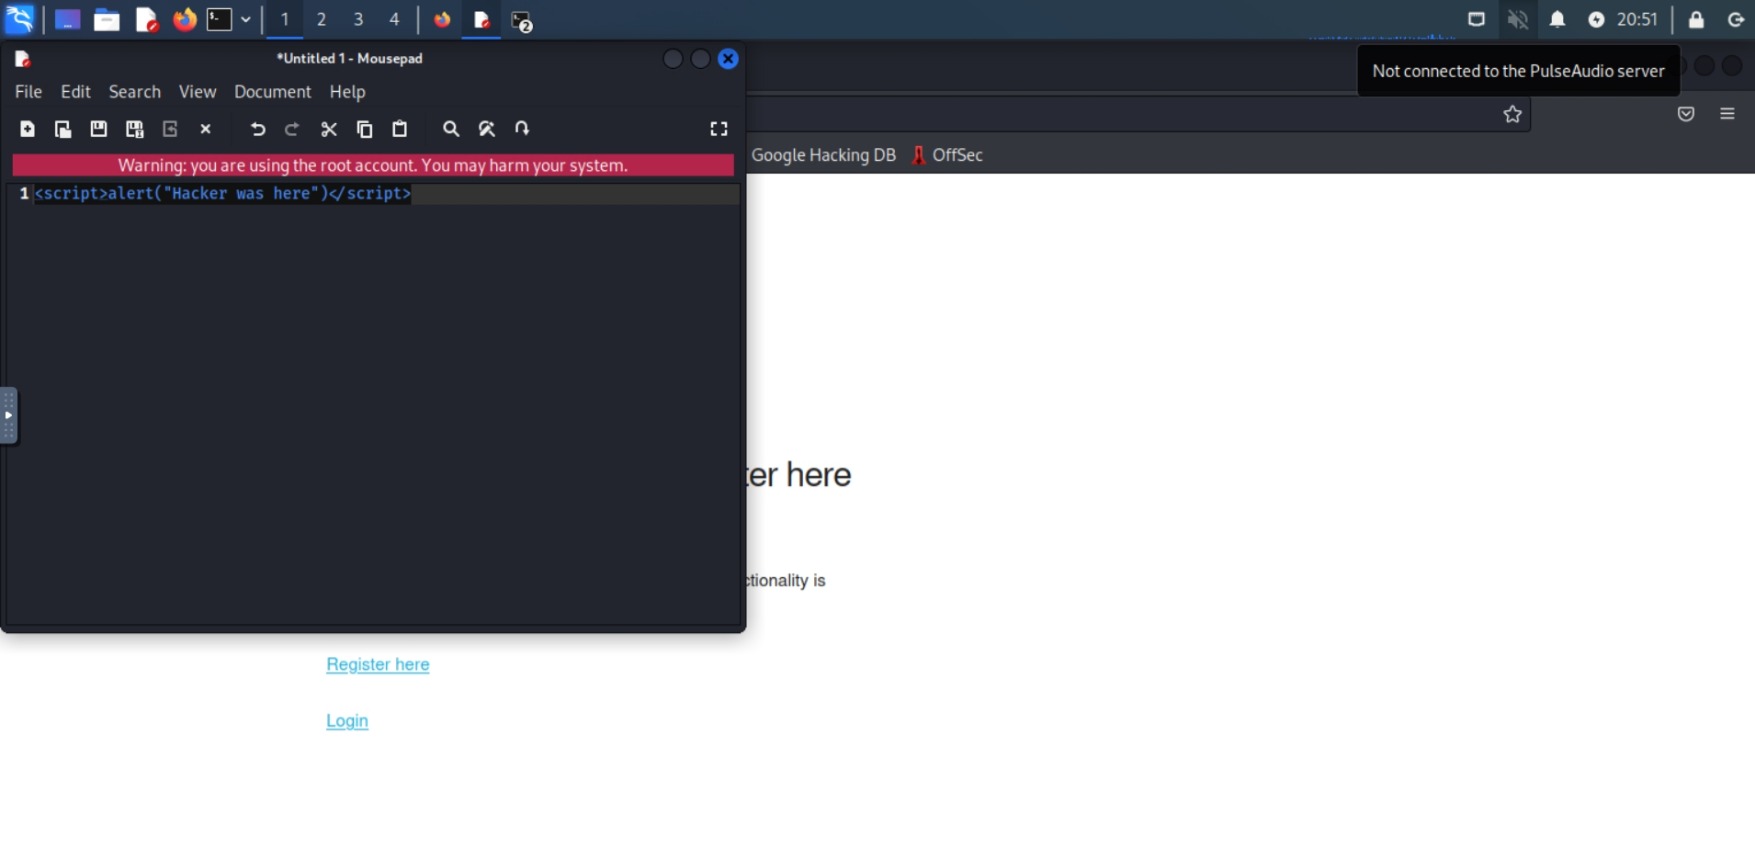 1 2 3 4 2 20:51
*Untitled 1 - Mousepad
Not connected to the PulseAudio server
File Edit Search View Document Help
Google Hacking DB OffSec
Warning: you are using the root account. You may harm your system.
1 <script>alert("Hacker was here")</script>
ter here
ctionality is
Register here
Login